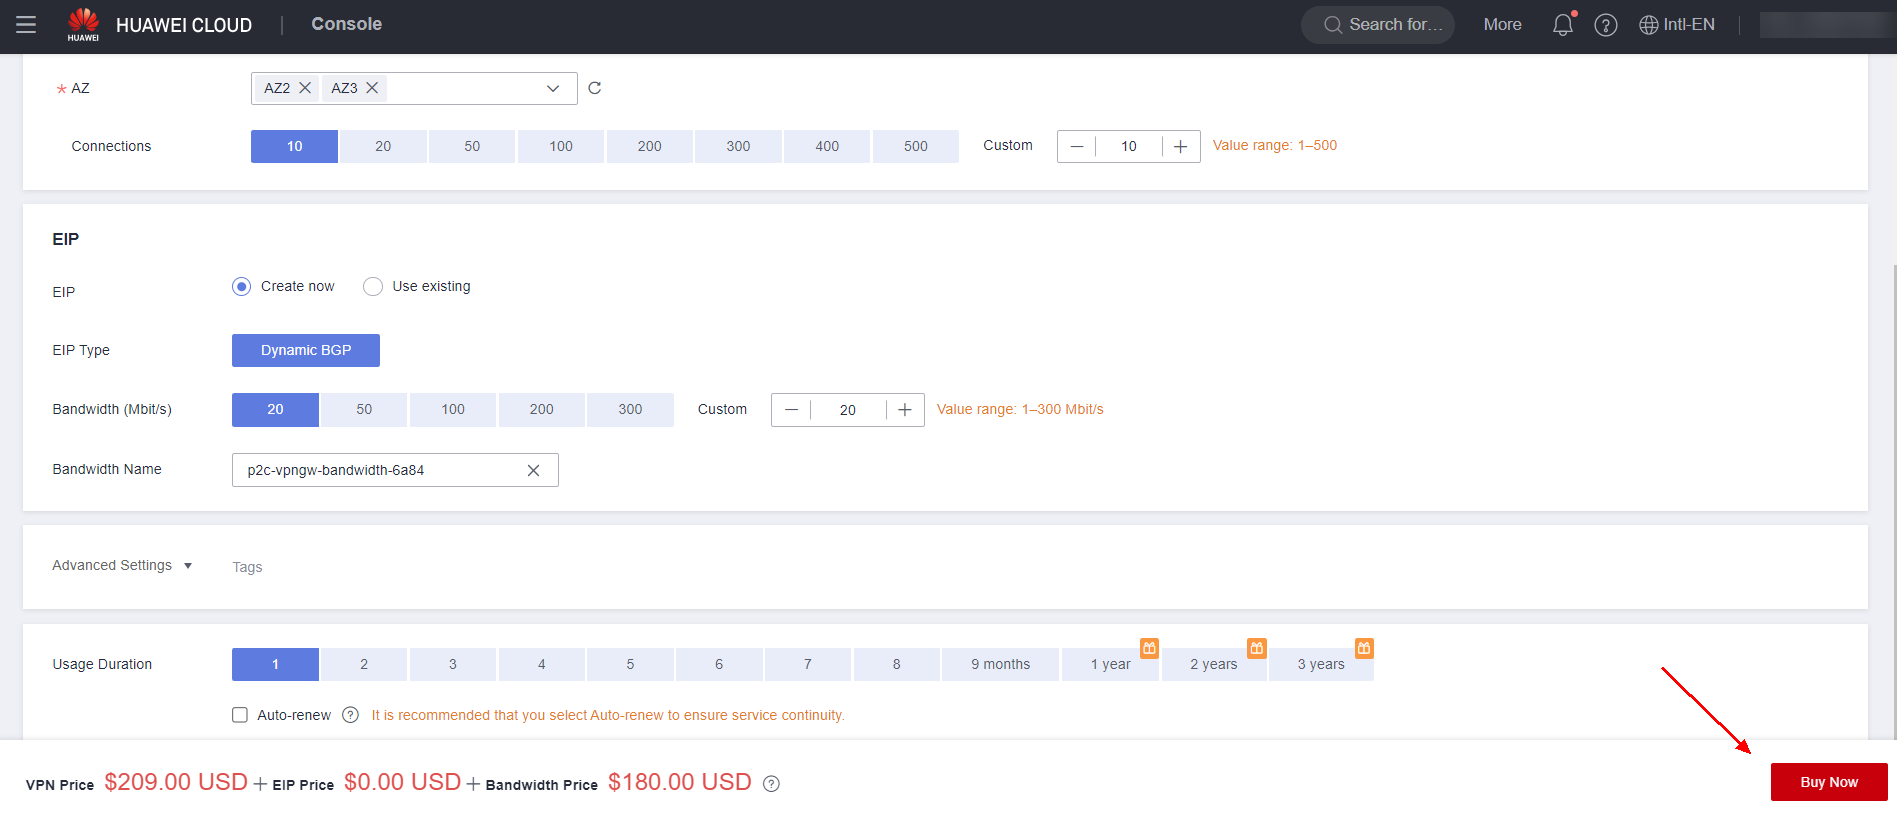 HUAWEI
HUAWEI CLOUD | Console
Search for...
More
Intl-EN
* AZ
AZ2
AZ3
Connections
10 20 50 100 200 300 400 500
Custom
10
Value range: 1–500
EIP
EIP
Create now
Use existing
EIP Type
Dynamic BGP
Bandwidth (Mbit/s)
20 50 100 200 300
Custom
20
Value range: 1–300 Mbit/s
Bandwidth Name
p2c-vpngw-bandwidth-6a84
Advanced Settings
Tags
Usage Duration
1 2 3 4 5 6 7 8 9 months 1 year 2 years 3 years
Auto-renew ? It is recommended that you select Auto-renew to ensure service continuity.
VPN Price $209.00 USD + EIP Price $0.00 USD + Bandwidth Price $180.00 USD ?
Buy Now